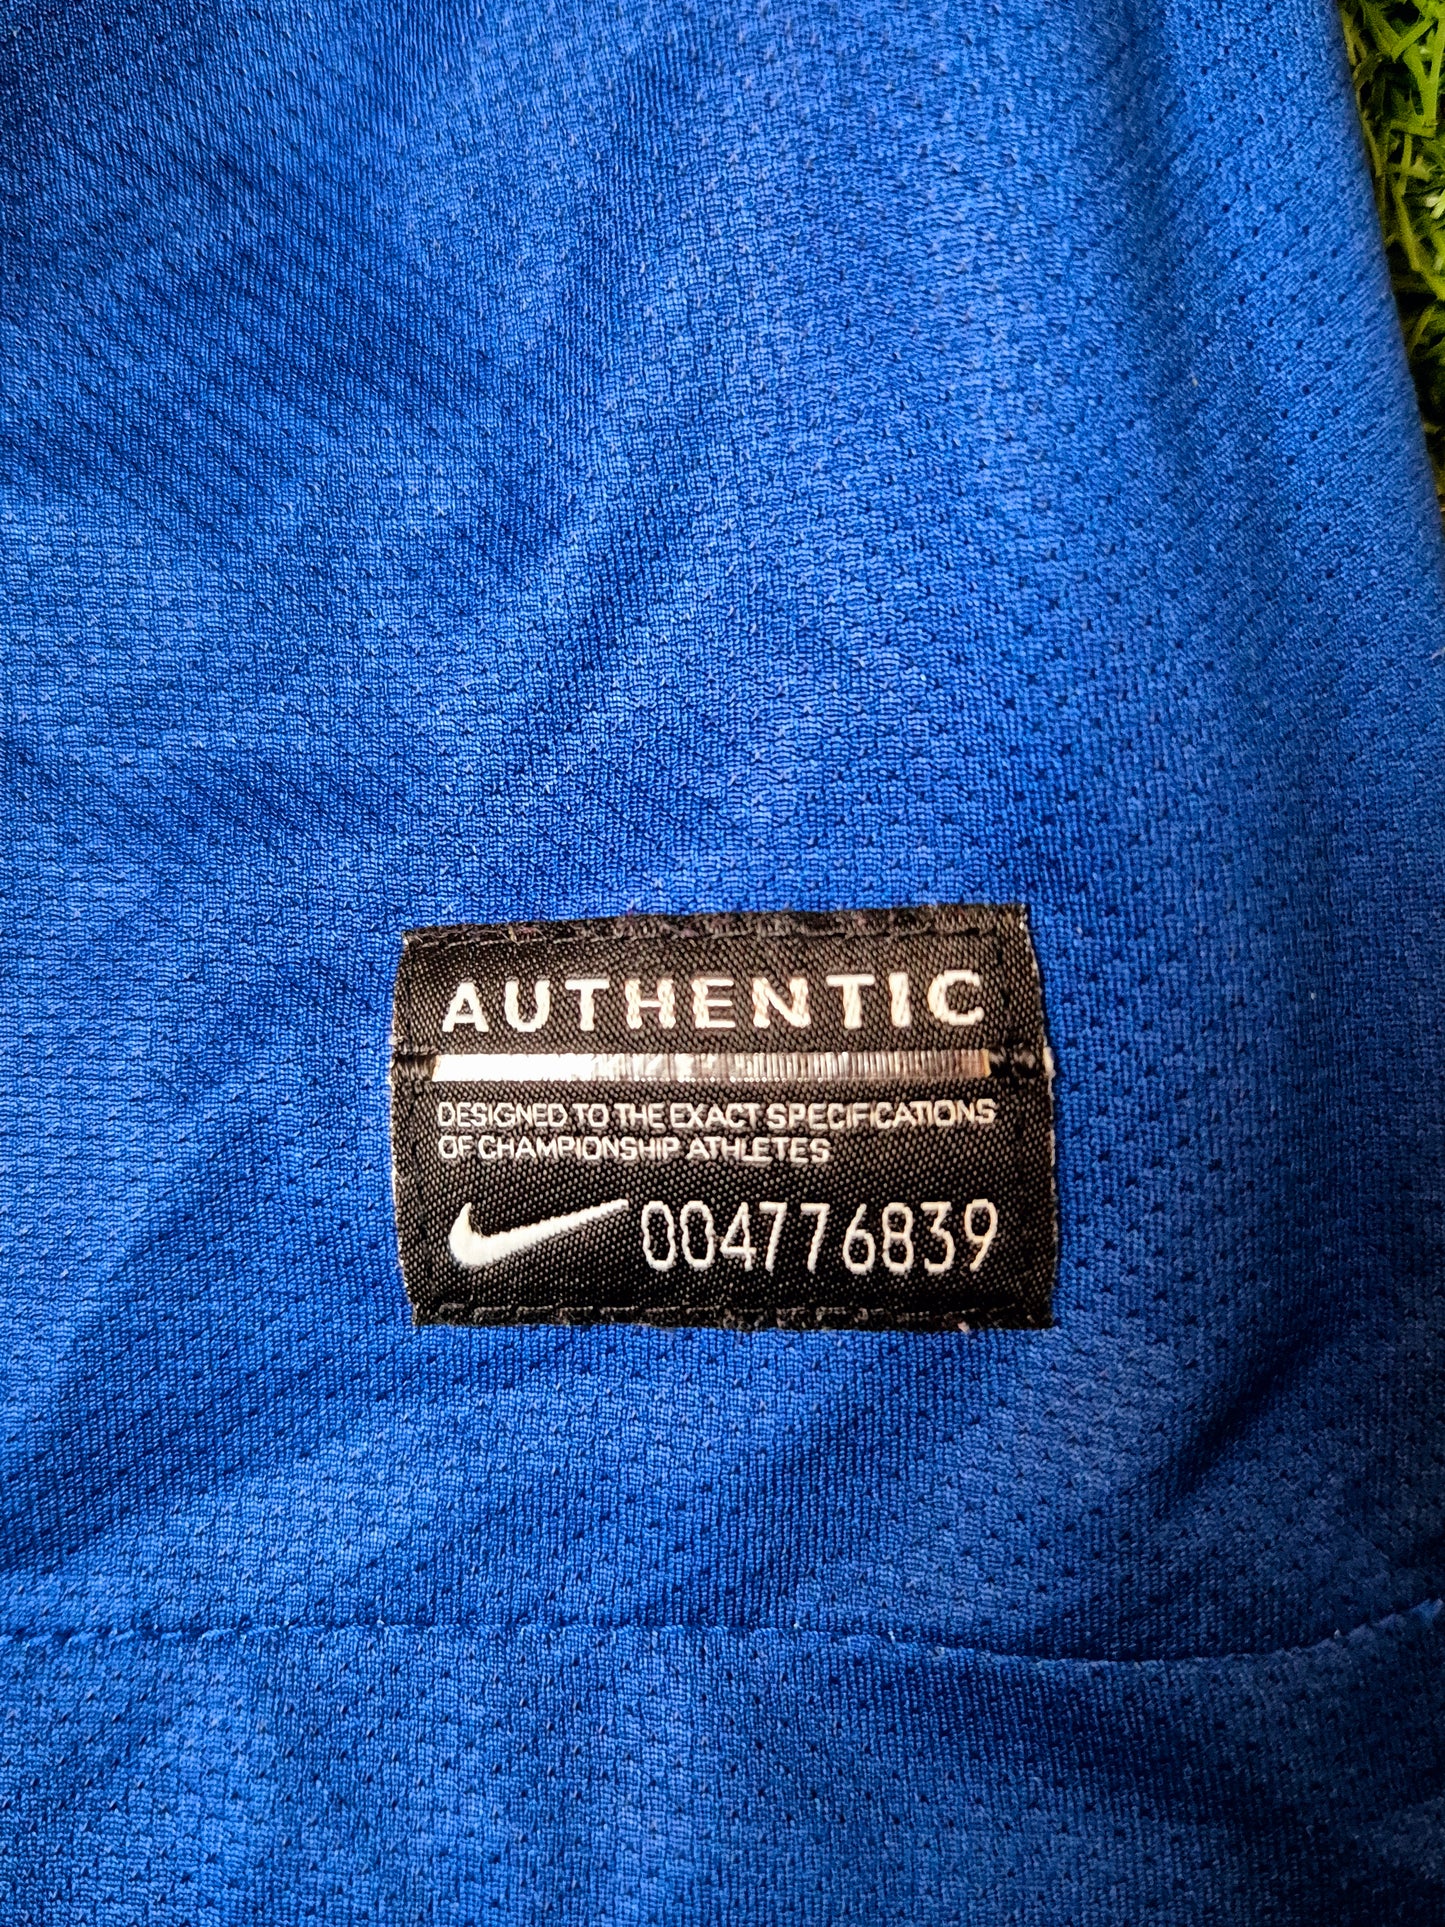 AUTHENTIC
DESIGNED TO THE EXACT SPECIFICATIONS
OF CHAMPIONSHIP ATHLETES
004776839